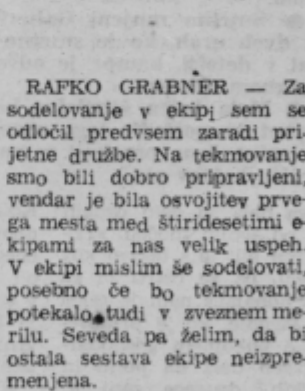 RAFKO GRABNER — Za
sodelovanje v ekipi sem se
odločil predvsem zaradi pri-
jetne družbe. Na tekmovanje
smo bili dobro pripravljeni,
vendar je bila osvojitev prve-
ga mesta med štiridesetimi e-
kipami za nas velik uspeh.
V ekipi mislim še sodelovati,
posebno če bo tekmovanje
potekalo tudi v zveznem me-
rilu. Seveda pa želim, da bi
ostala sestava ekipe neizpre-
menjena.